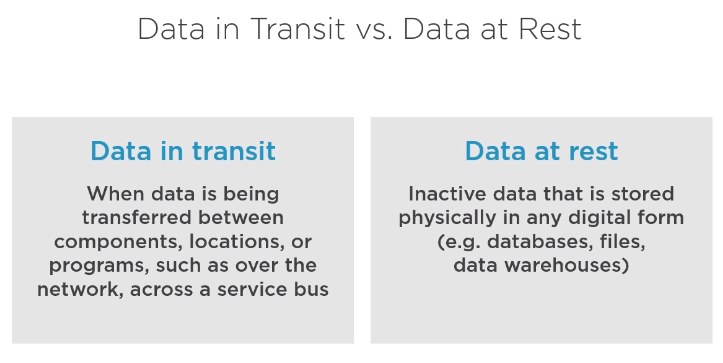 Data in Transit vs. Data at Rest
Data in transit
When data is being
transferred between
components, locations, or
programs, such as over the
network, across a service bus
Data at rest
Inactive data that is stored
physically in any digital form
(e.g. databases, files,
data warehouses)